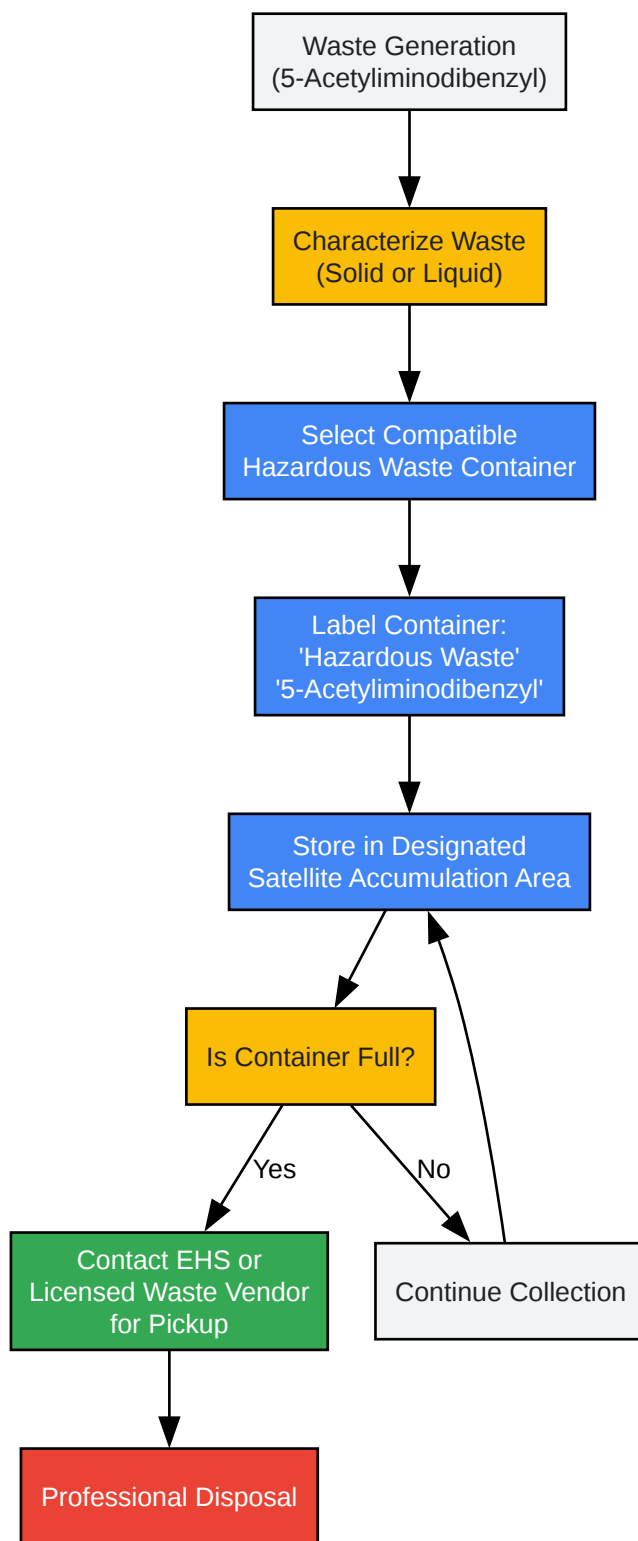 Waste Generation
(5-Acetyliminodibenzyl)
Characterize Waste
(Solid or Liquid)
Select Compatible
Hazardous Waste Container
Label Container:
'Hazardous Waste'
'5-Acetyliminodibenzyl'
Store in Designated
Satellite Accumulation Area
Is Container Full?
Yes
No
Contact EHS or
Licensed Waste Vendor
for Pickup
Continue Collection
Professional Disposal